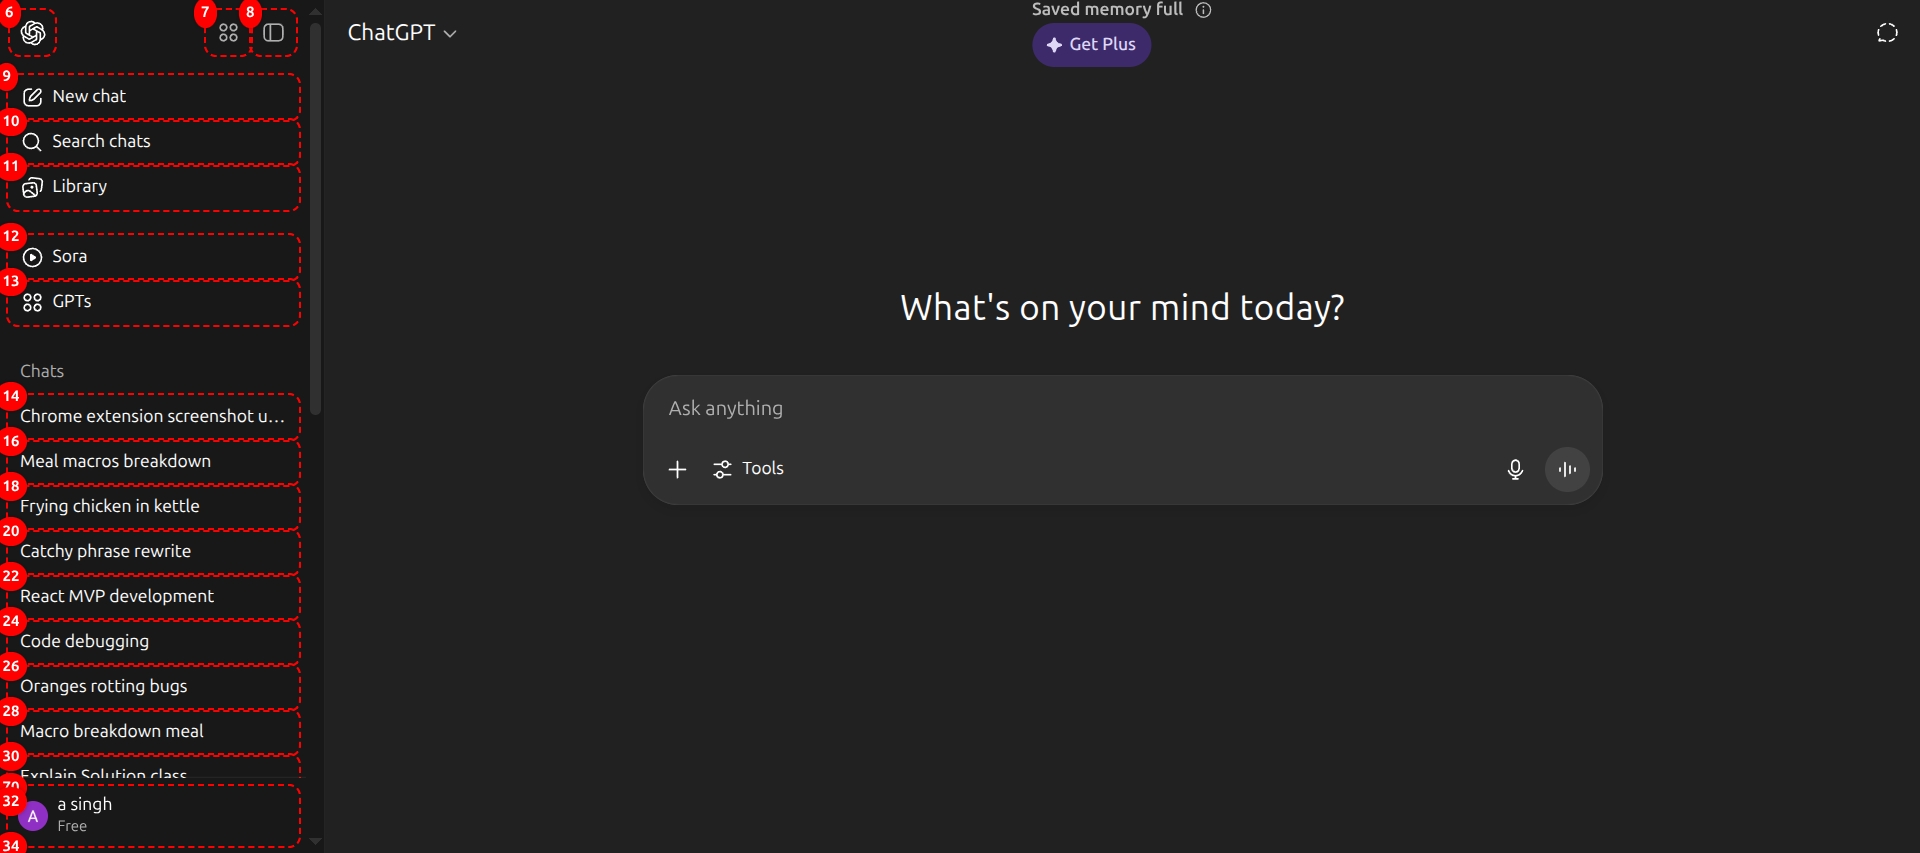 6
7
8
ChatGPT
Saved memory full
Get Plus
9
New chat
10
Search chats
11
Library
12
Sora
13
GPTs
What's on your mind today?
Chats
Ask anything
Tools
14
Chrome extension screenshot u...
16
Meal macros breakdown
18
Frying chicken in kettle
20
Catchy phrase rewrite
22
React MVP development
24
Code debugging
26
Oranges rotting bugs
28
Macro breakdown meal
30
Explain Solution class
32
A
a singh
Free
34